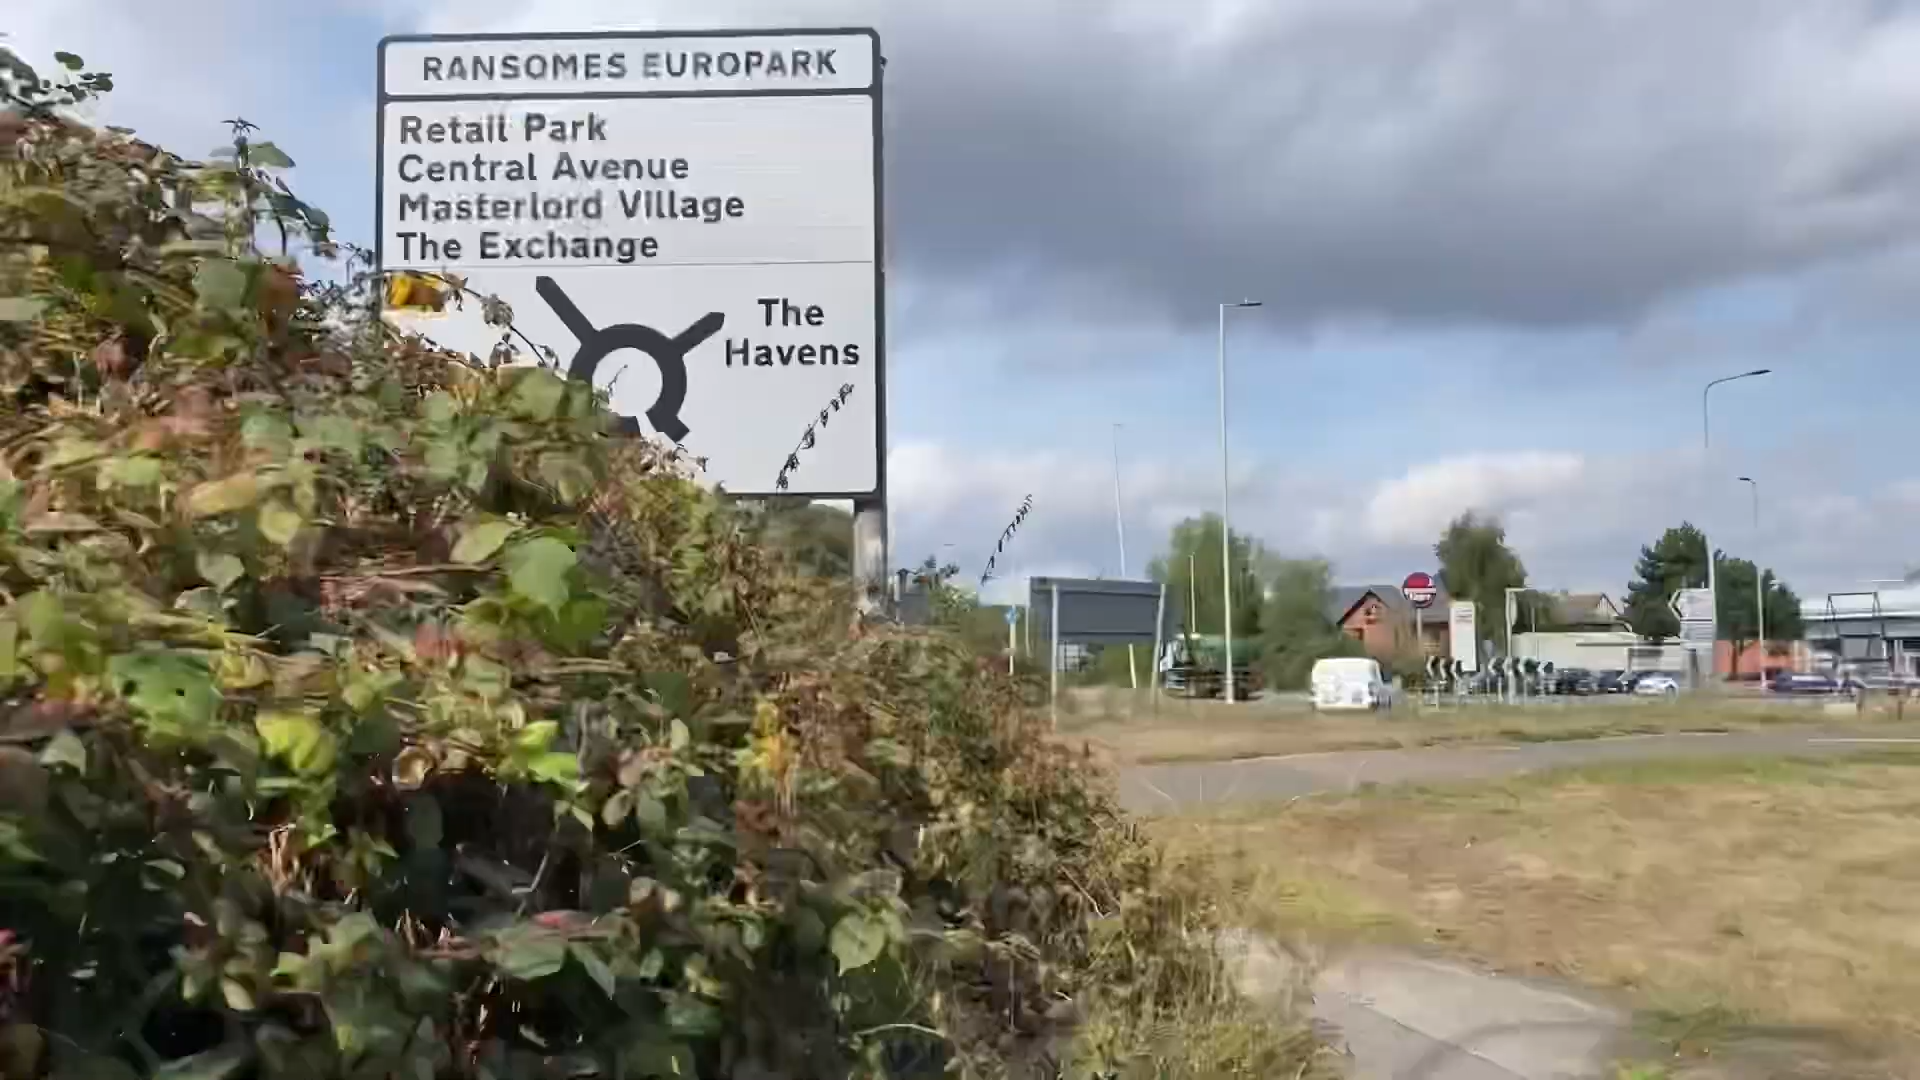 RANSOMES EUROPARK
Retail Park
Central Avenue
Masterlord Village
The Exchange
The
Havens